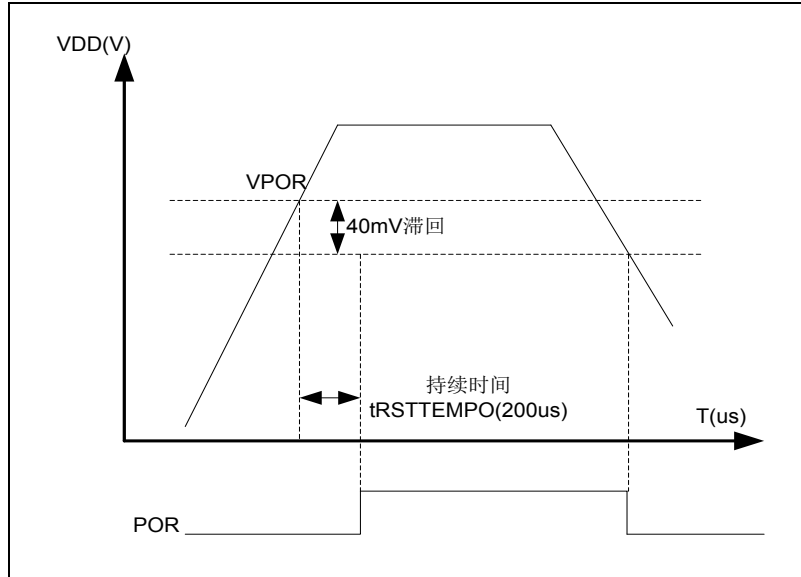 VDD(V)
VPOR
40mV滞回
持续时间
tRSTTEMPO(200us)
T(us)
POR